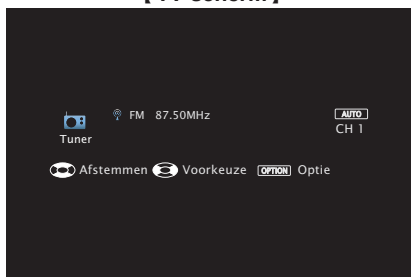 FM 87.50MHz
AUTO
CH 1
Tuner
Afstemmen Voorkeuze OPTION Optie